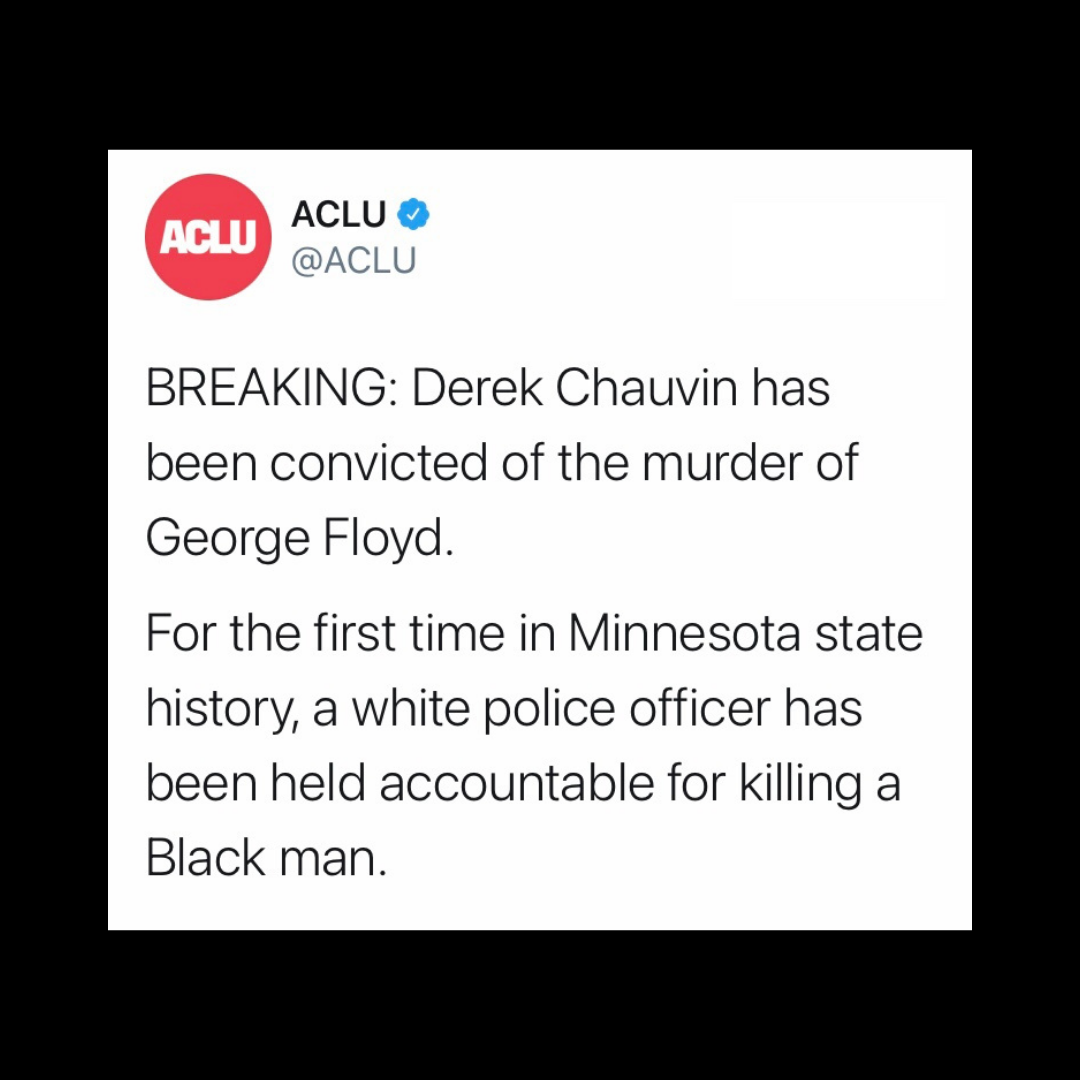 ACLU
ACLU
@ACLU
BREAKING: Derek Chauvin has
been convicted of the murder of
George Floyd.
For the first time in Minnesota state
history, a white police officer has
been held accountable for killing a
Black man.